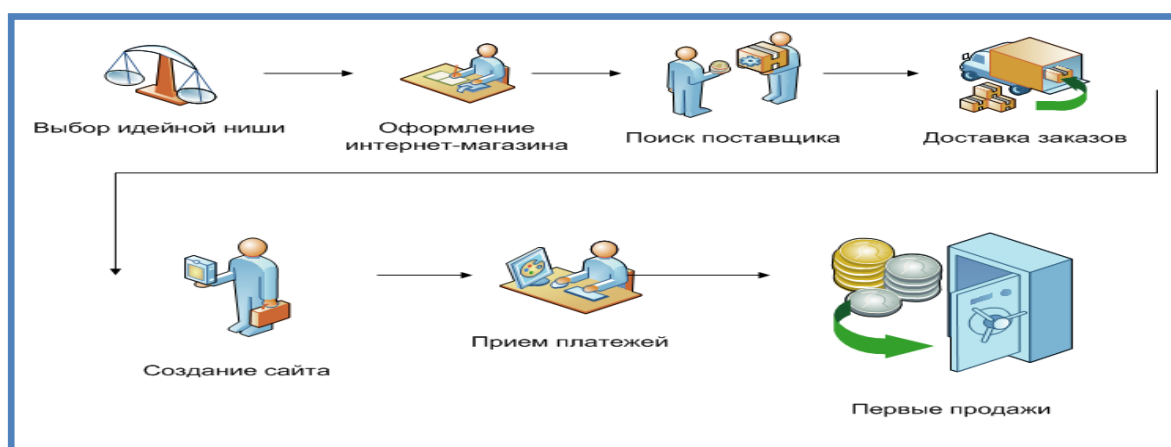 Выбор идейной ниши
Оформление
интернет-магазина
Поиск поставщика
Доставка заказов
Создание сайта
Прием платежей
Первые продажи